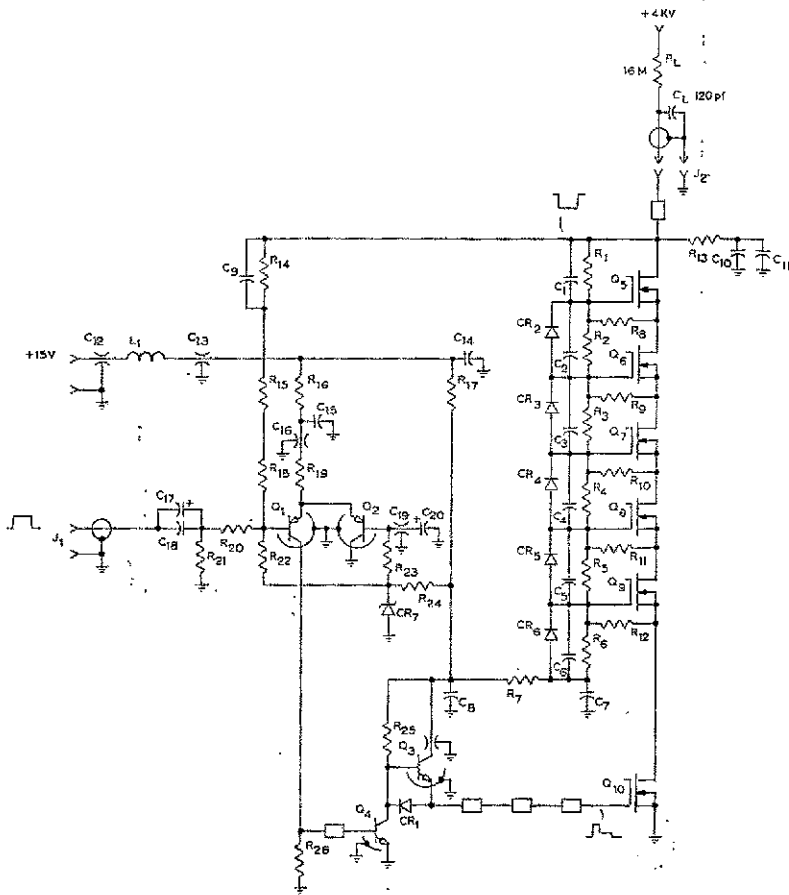 +4KV
RL
16M
CL 120pf
J2
R13
C10
C11
C9
R14
C1
R1
Q5
CR2
R8
C2
R2
Q6
C12
L1
C13
+15V
C14
R17
R15
R16
C15
C16
CR3
R9
C3
R3
Q7
R18
R19
CR4
R10
C4
R4
Q8
C17 +
C18
J1
R20
R21
R22
Q1
Q2
C19
+ C20
R23
R24
CR7
CR5
R11
C5
R5
Q9
CR6
R12
C6
R6
C8
R7
C7
R25
Q3
Q4
CR1
Q10
R26